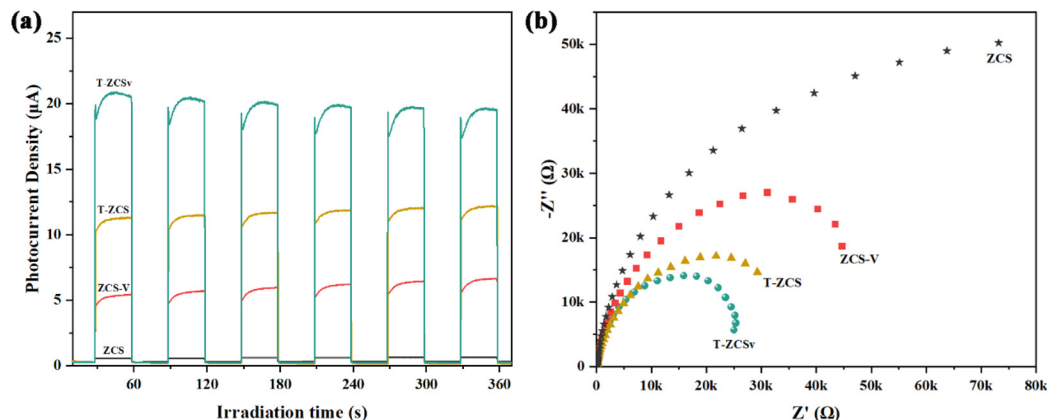 (a)
Photocurrent Density (μA)
25
20
15
10
5
0
T-ZCSv
T-ZCS
ZCS-V
ZCS
60
120
180
240
300
360
Irradiation time (s)
(b)
-Z'' (Ω)
50k
40k
30k
20k
10k
0
ZCS
ZCS-V
T-ZCS
T-ZCSv
0
10k
20k
30k
40k
50k
60k
70k
80k
Z' (Ω)